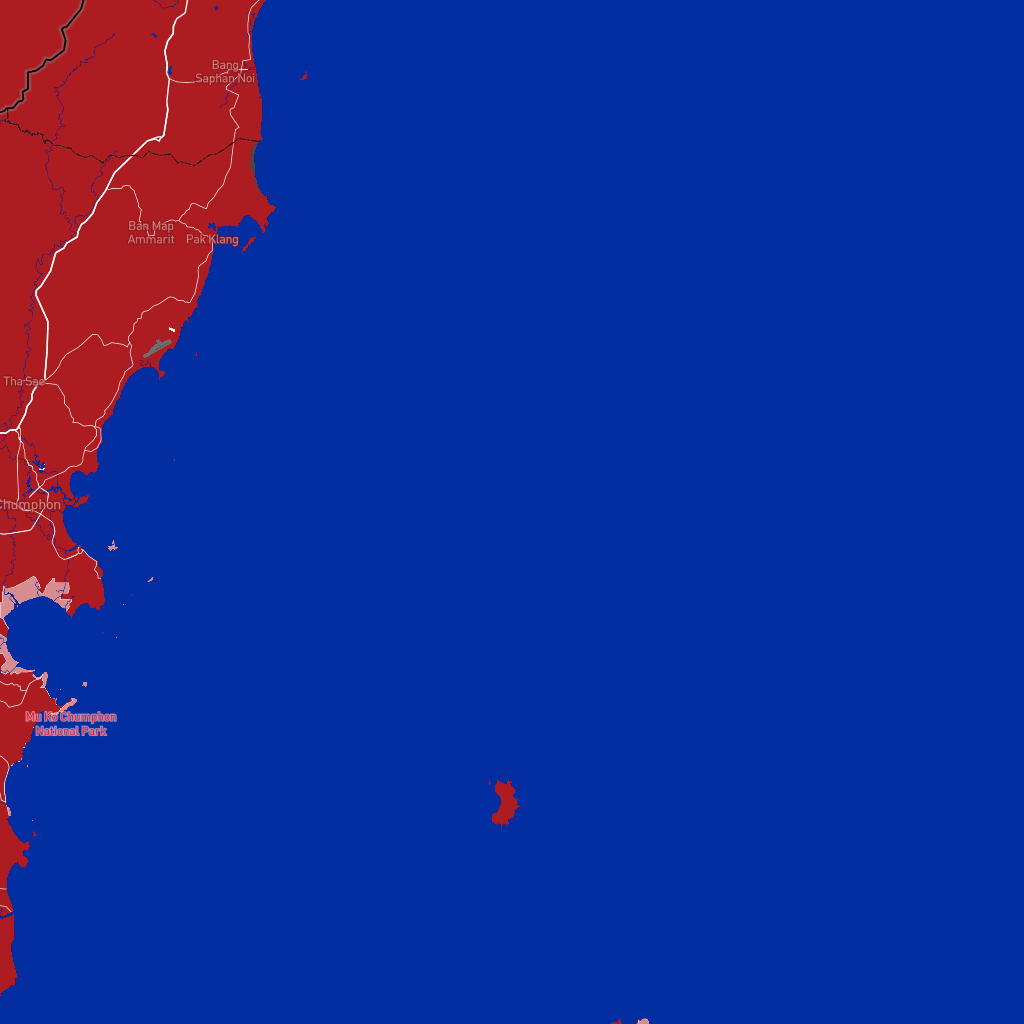 Bang
Saphan Noi
Ban Map
Ammarit
Pak Klang
Tha Sae
Chumphon
Mu Ko Chumphon
National Park